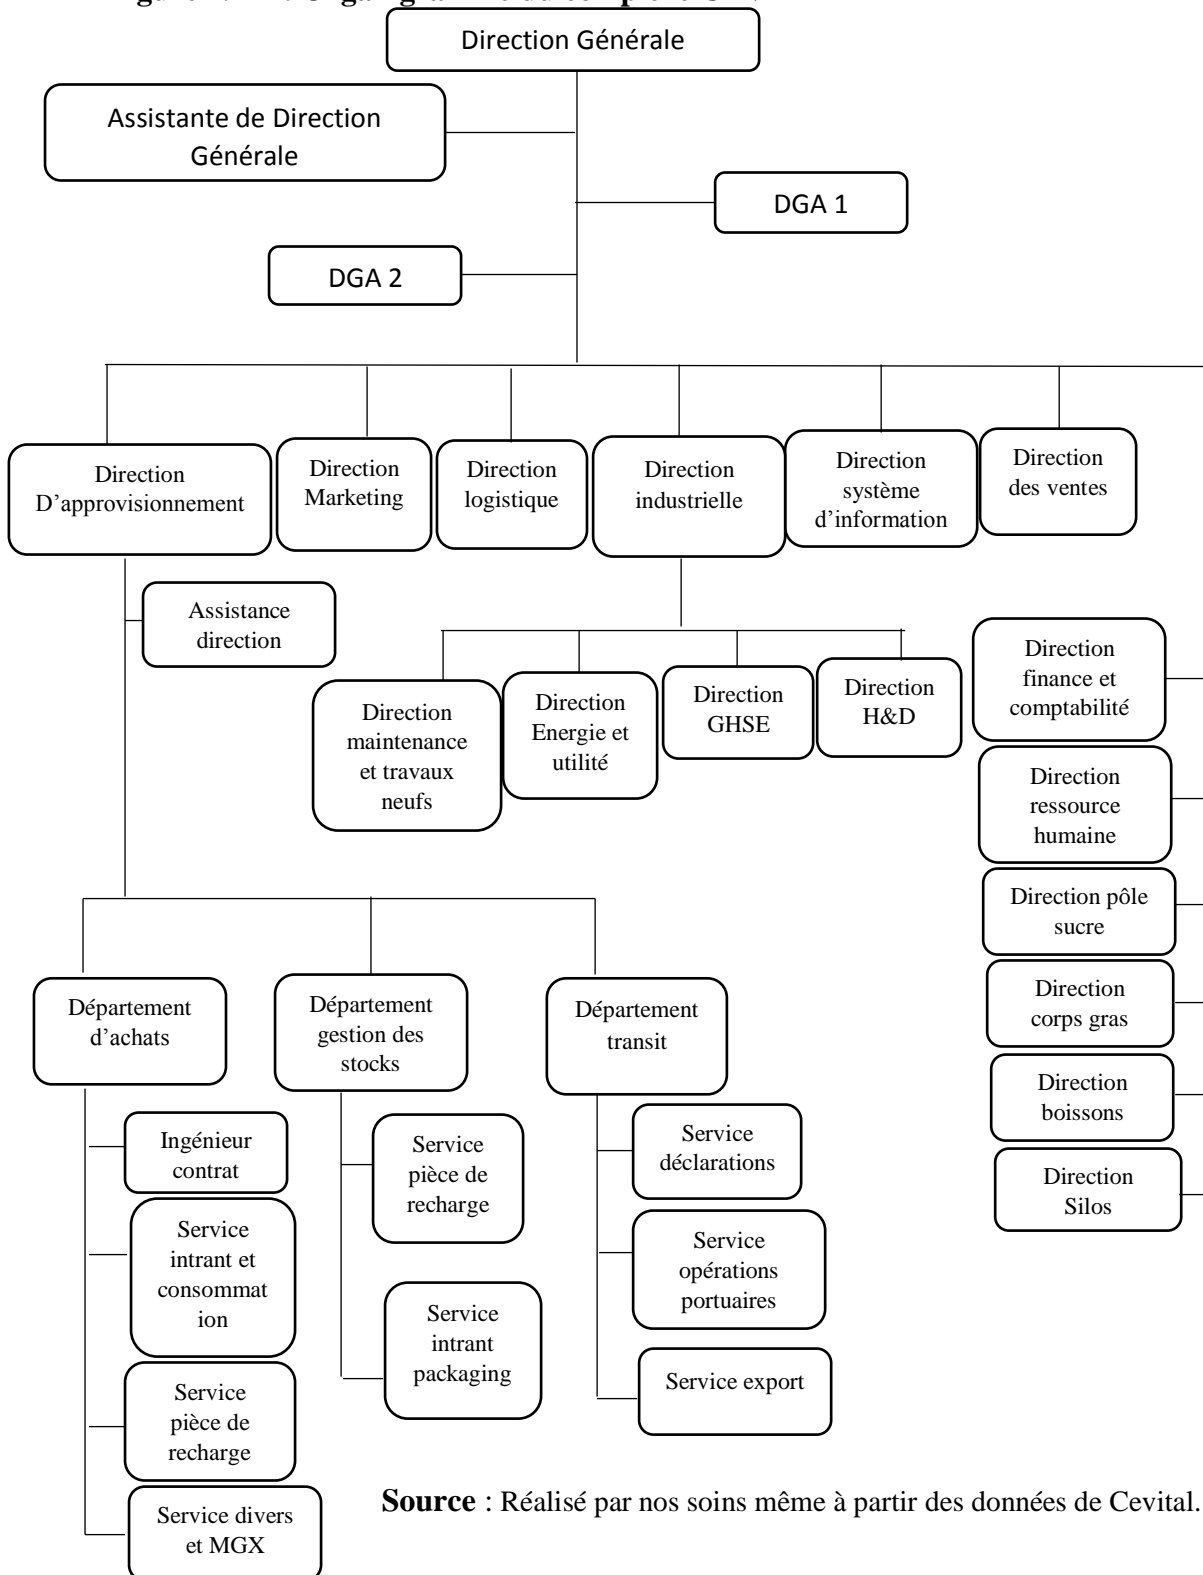 Direction Générale
Assistante de Direction
Générale
DGA 1
DGA 2
Direction
D’approvisionnement
Direction
Marketing
Direction
logistique
Direction
industrielle
Direction
système
d’information
Direction
des ventes
Assistance
direction
Direction
maintenance
et travaux
neufs
Direction
Energie et
utilité
Direction
GHSE
Direction
H&D
Direction
finance et
comptabilité
Direction
ressource
humaine
Direction pôle
sucre
Direction
corps gras
Direction
boissons
Direction
Silos
Département
d’achats
Département
gestion des
stocks
Département
transit
Ingénieur
contrat
Service
intrant et
consommat
ion
Service
pièce de
recharge
Service divers
et MGX
Service
pièce de
recharge
Service
intrant
packaging
Service
déclarations
Service
opérations
portuaires
Service export
Source : Réalisé par nos soins même à partir des données de Cevital.